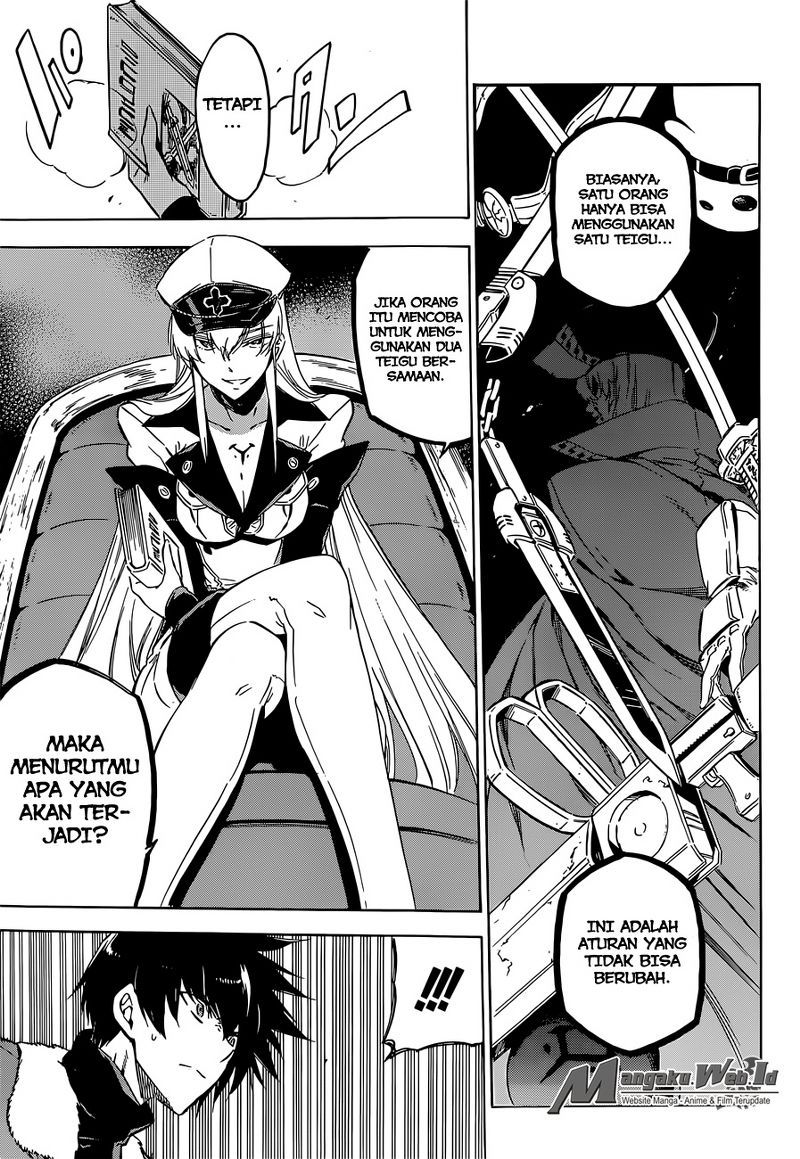 BIASANYA,
SATU ORANG
HANYA BISA
MENGGUNAKAN
SATU TEIGU...
INI ADALAH
ATURAN YANG
TIDAK BISA
BERUBAH.
TETAPI
...
JIKA ORANG
ITU MENCOBA
UNTUK MENG-
GUNAKAN DUA
TEIGU BER-
SAMAAN.
MAKA
MENURUTMU
APA YANG
AKAN TER-
JADI?
!!!
Mangaku.Web.Id
Website Manga - Anime & Film Terupdate